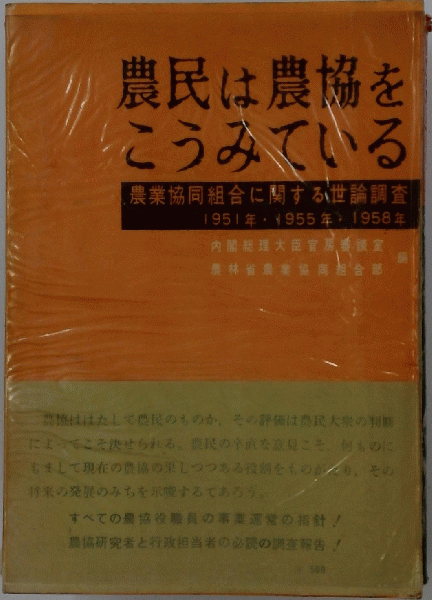 農民は農協を
こうみている
農業協同組合に関する世論調査
1951年・1955年・1958年
内閣総理大臣官房審議室
農林省農業協同組合部
編
農協ははたして農民のものか、その評価は農民大衆の判断
によってこそ決せられる。農民の卒直な意見こそ、何ものに
もまして現在の農協の果しつつある役割をものがたり、その
将来の発展のみちを示唆するであろう。
すべての農協役職員の事業運営の指針!
農協研究者と行政担当者の必読の調査報告!